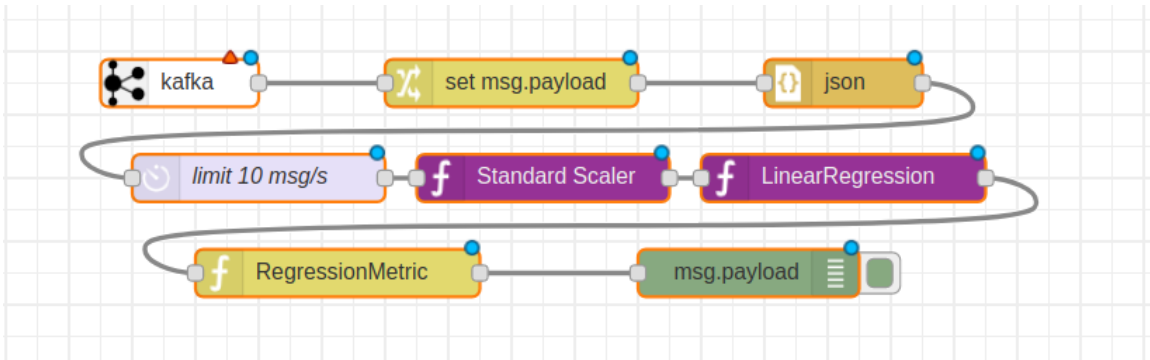 kafka
set msg.payload
json
limit 10 msg/s
Standard Scaler
LinearRegression
RegressionMetric
msg.payload